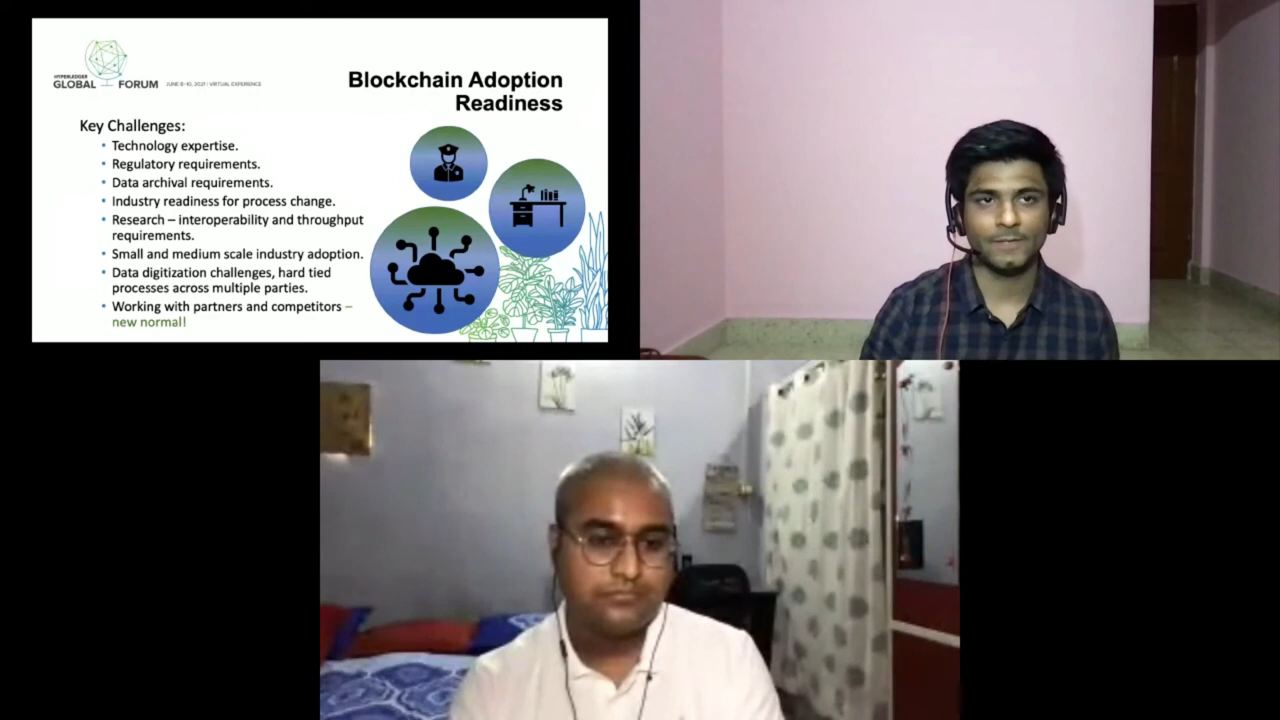 HYPERLEDGER
GLOBAL FORUM
JUNE 8-10, 2021 | VIRTUAL EXPERIENCE
Blockchain Adoption
Readiness
Key Challenges:
• Technology expertise.
• Regulatory requirements.
• Data archival requirements.
• Industry readiness for process change.
• Research – interoperability and throughput
requirements.
• Small and medium scale industry adoption.
• Data digitization challenges, hard tied
processes across multiple parties.
• Working with partners and competitors –
new normal!